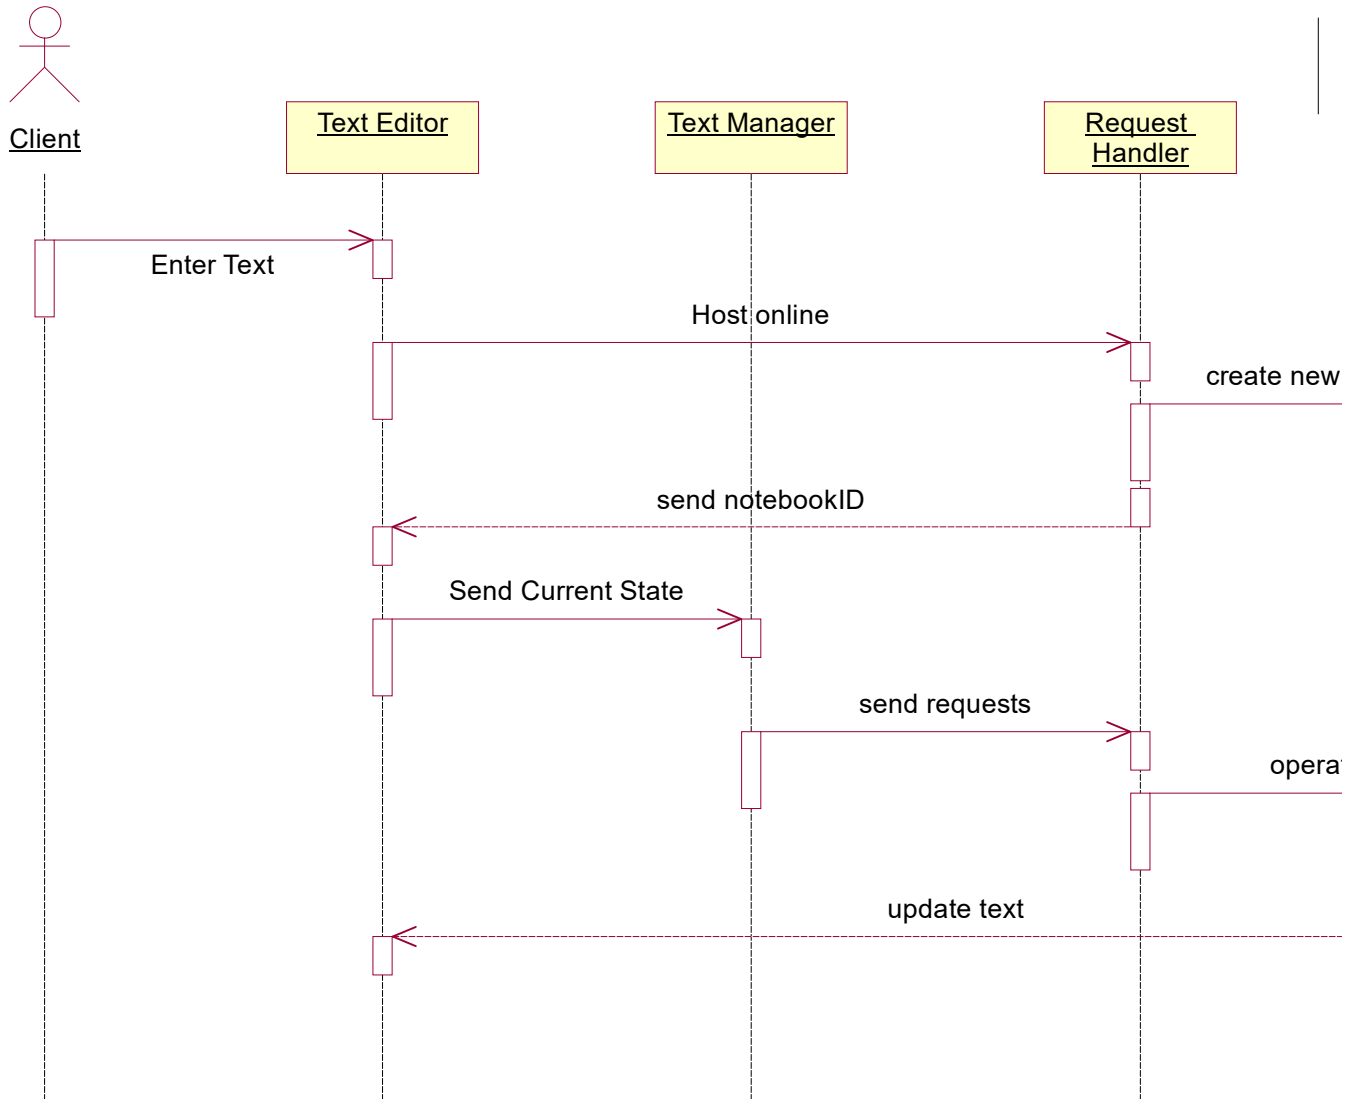 Client
Text Editor
Text Manager
Request
Handler
Enter Text
Host online
create new
send notebookID
Send Current State
send requests
update text